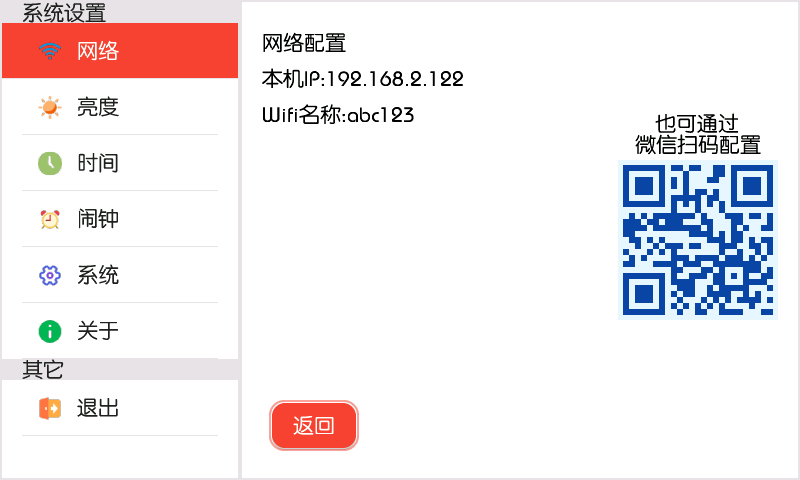 系统设置
网络
亮度
时间
闹钟
系统
关于
其它
退出
网络配置
本机IP:192.168.2.122
Wifi名称:abc123
也可通过
微信扫码配置
返回